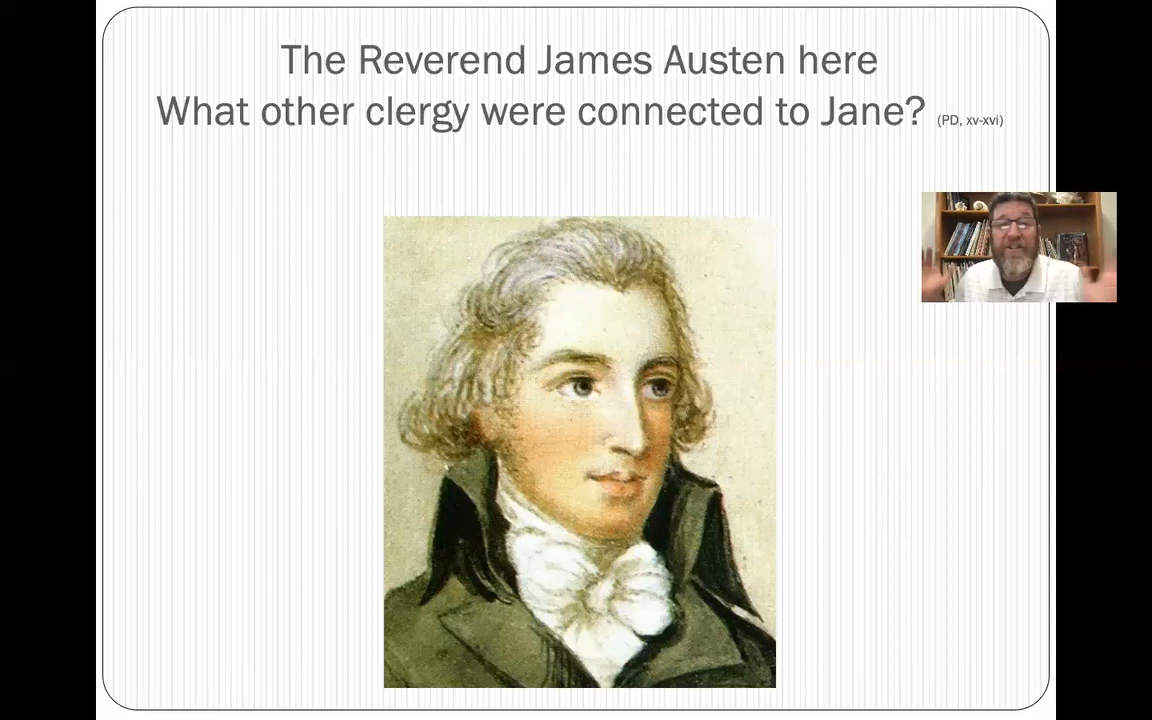 The Reverend James Austen here
What other clergy were connected to Jane? (PD, xv-xvi)